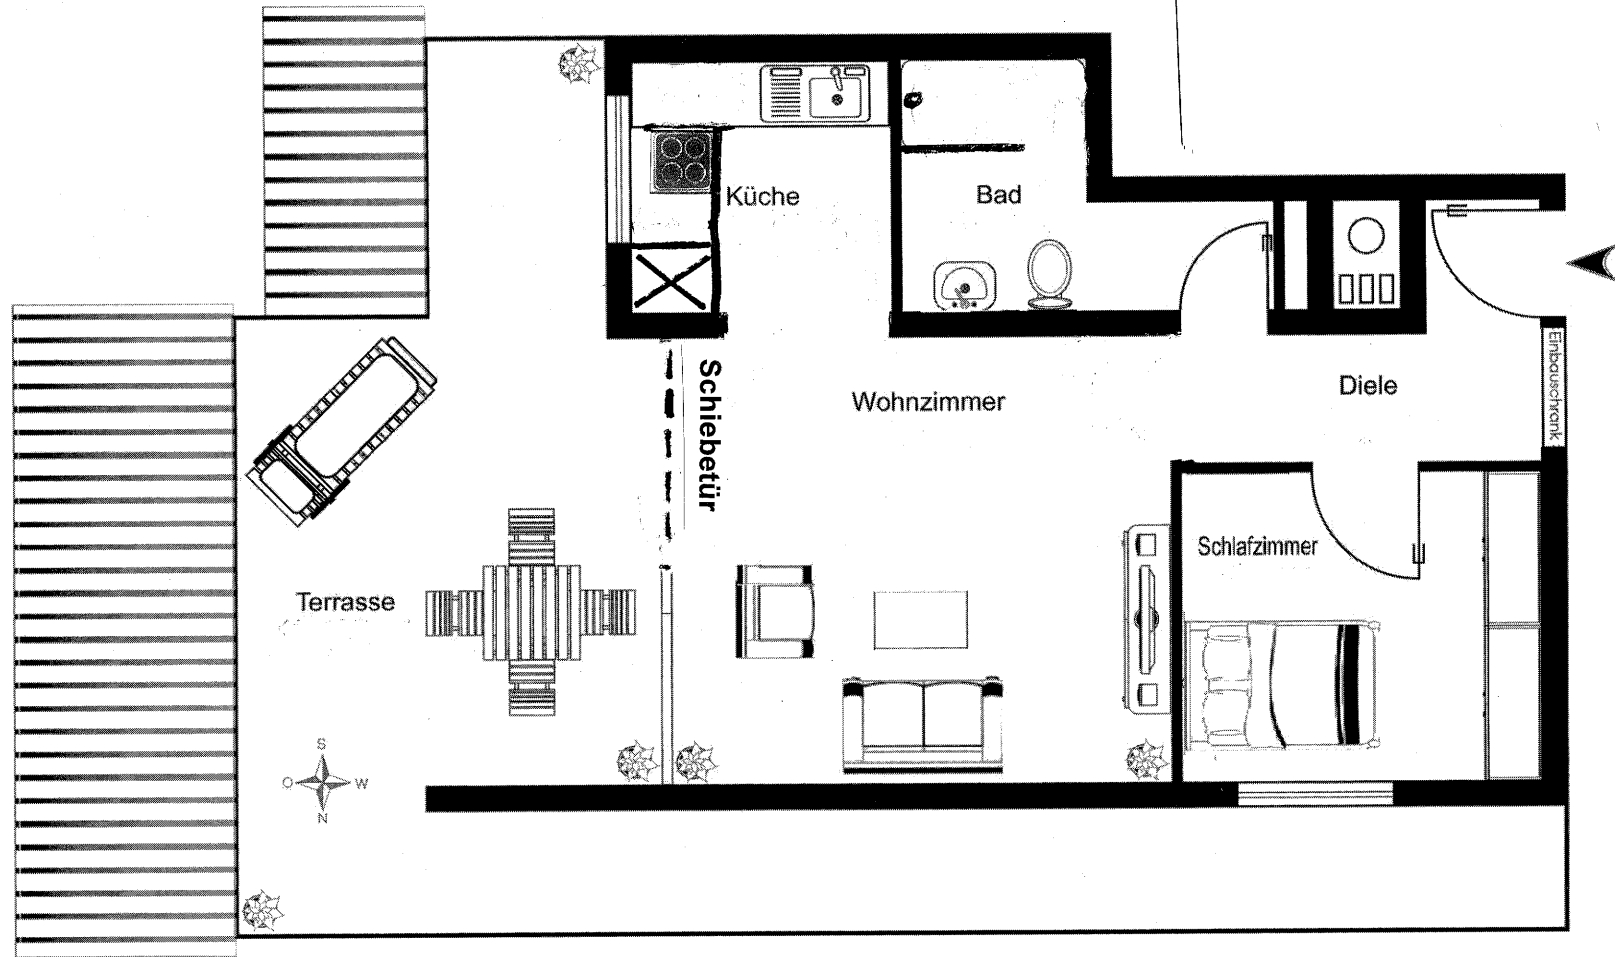 Küche
Bad
Einbauschrank
Diele
Schiebetür
Wohnzimmer
Schlafzimmer
Terrasse
S
O
W
N